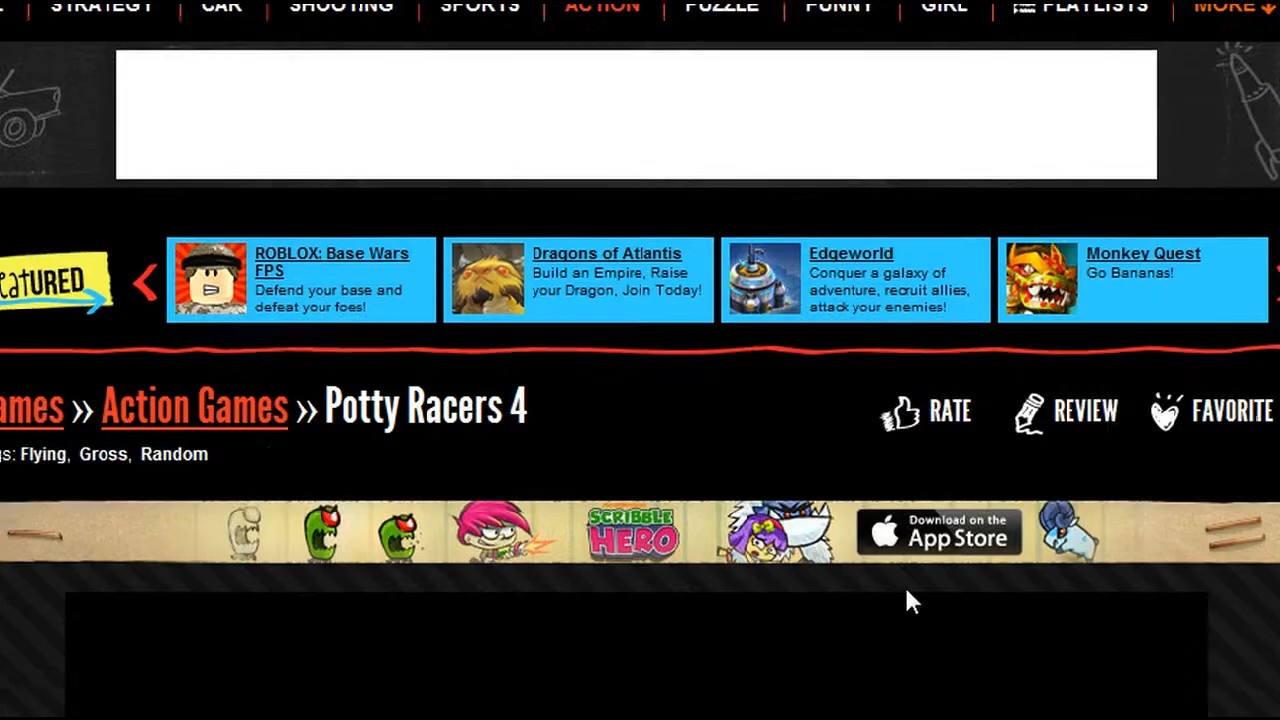 STRATEGY CAR SHOOTING SPORTS ACTION PUZZLE FUNNY GIRL PLAYLISTS MORE
ROBLOX: Base Wars FPS
Defend your base and
defeat your foes!
Dragons of Atlantis
Build an Empire, Raise
your Dragon, Join Today!
Edgeworld
Conquer a galaxy of
adventure, recruit allies,
attack your enemies!
Monkey Quest
Go Bananas!
eatURED
ames » Action Games » Potty Racers 4
RATE REVIEW FAVORITE
gs: Flying, Gross, Random
SCRIBBLE
HERO
Download on the
App Store